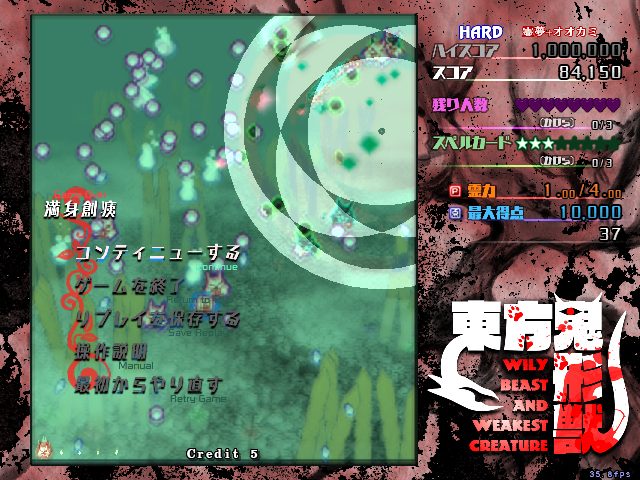 HARD 霊夢+オオカミ
ハイスコア 1,000,000
スコア 84,150
残り人数
(かけら) 0/3
スペルカード ★★★
(かけら) 0/3
P 霊力 1.00/4.00
最大得点 10,000
37
満身創痍
コンティニューする
Continue
ゲームを終了
Return to
リプレイを保存する
Save Replay
操作説明
Manual
最初からやり直す
Retry Game
Credit 5
東方鬼形獣
WILY
BEAST
AND
WEAKEST
CREATURE
35.8fps